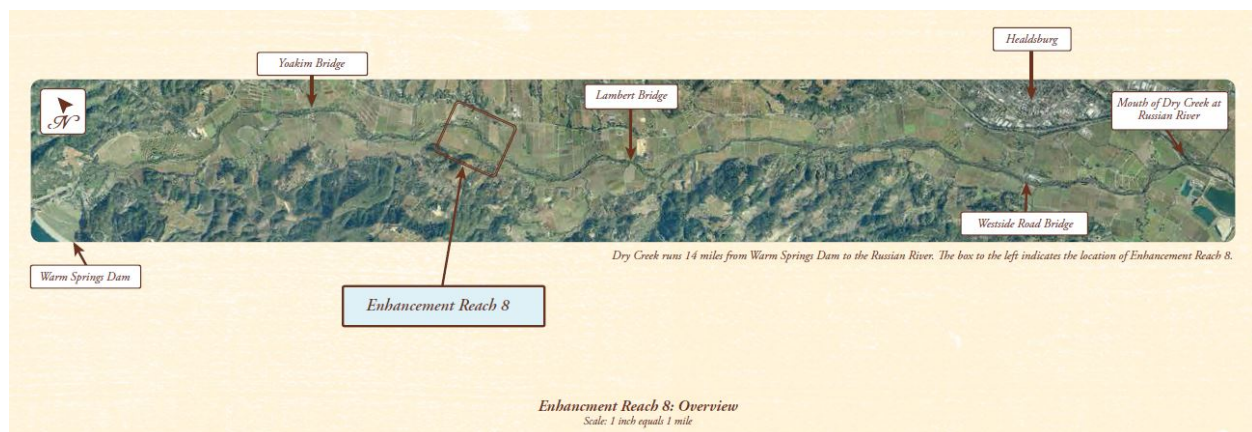 Healdsburg
Yoakim Bridge
Lambert Bridge
Mouth of Dry Creek at
Russian River
N
Westside Road Bridge
Dry Creek runs 14 miles from Warm Springs Dam to the Russian River. The box to the left indicates the location of Enhancement Reach 8.
Warm Springs Dam
Enhancement Reach 8
Enhancment Reach 8: Overview
Scale: 1 inch equals 1 mile